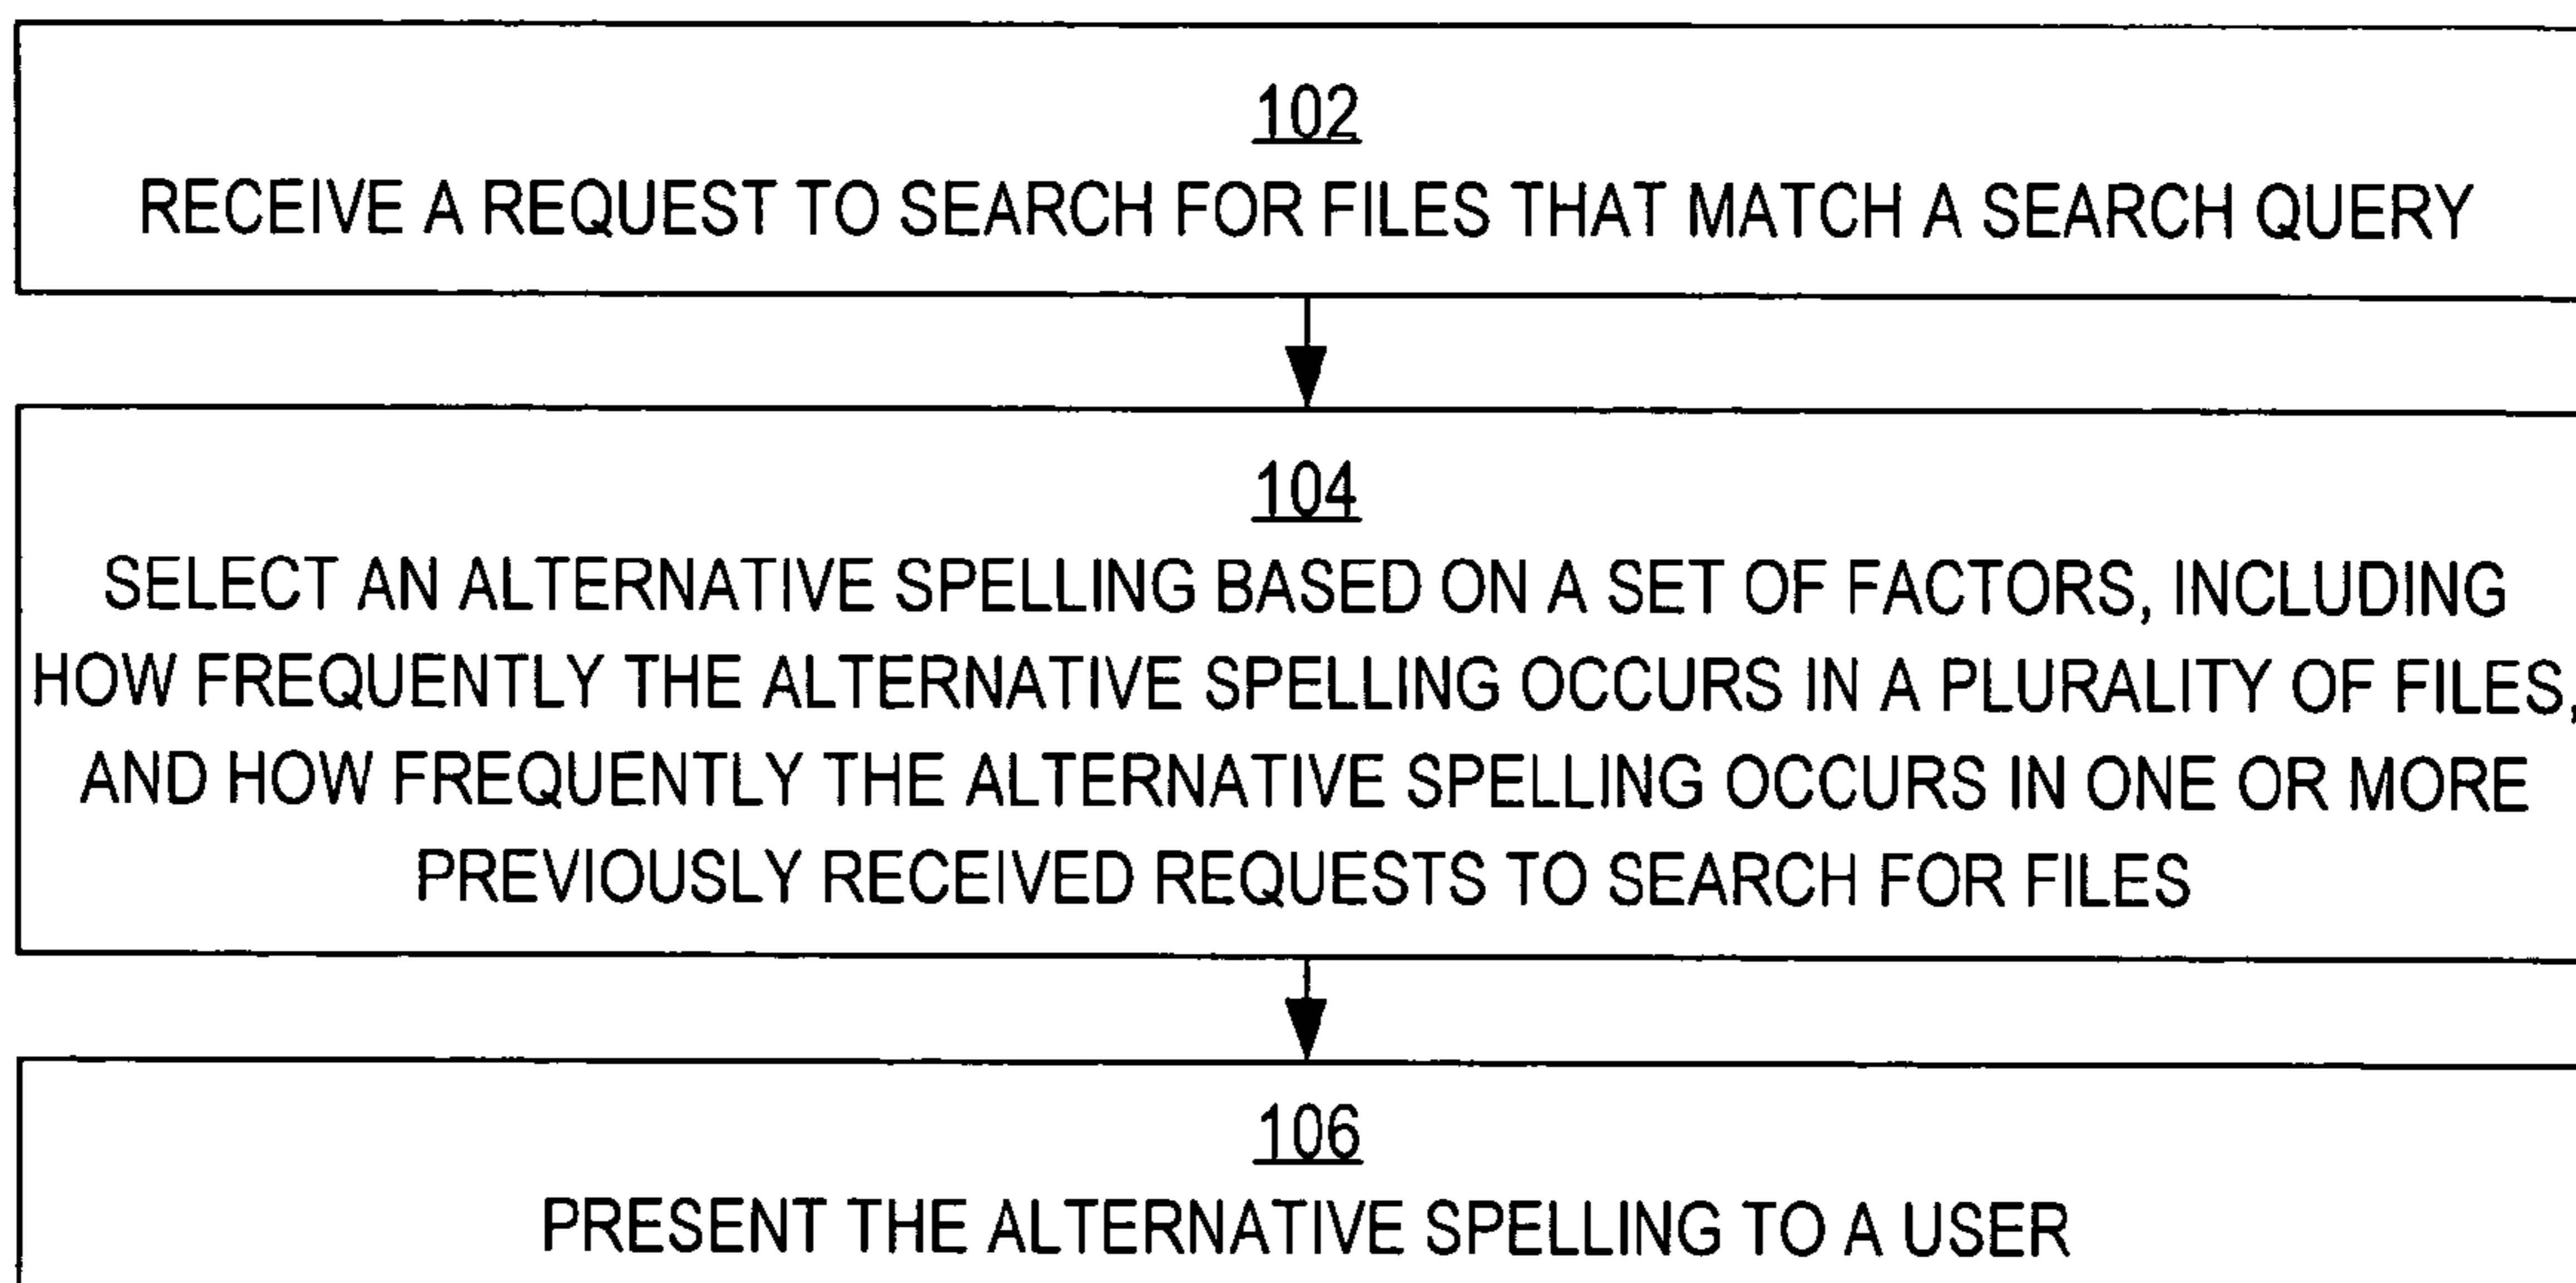 102
RECEIVE A REQUEST TO SEARCH FOR FILES THAT MATCH A SEARCH QUERY
104
SELECT AN ALTERNATIVE SPELLING BASED ON A SET OF FACTORS, INCLUDING
HOW FREQUENTLY THE ALTERNATIVE SPELLING OCCURS IN A PLURALITY OF FILES,
AND HOW FREQUENTLY THE ALTERNATIVE SPELLING OCCURS IN ONE OR MORE
PREVIOUSLY RECEIVED REQUESTS TO SEARCH FOR FILES
106
PRESENT THE ALTERNATIVE SPELLING TO A USER